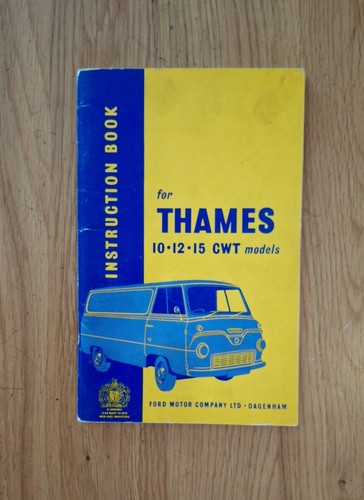 INSTRUCTION BOOK
for
THAMES
10·12·15 CWT models
FORD MOTOR COMPANY LTD · DAGENHAM